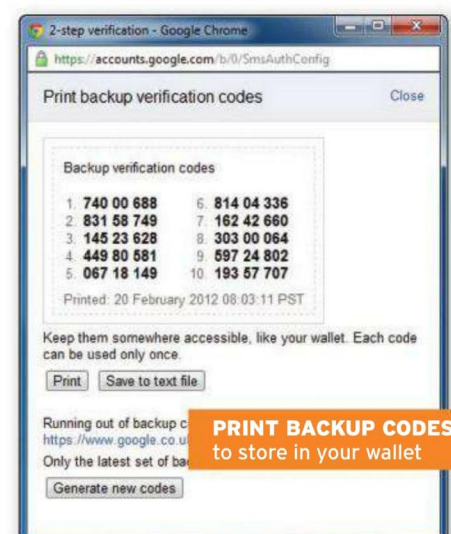 2-step verification - Google Chrome
https://accounts.google.com/b/0/SmsAuthConfig
Print backup verification codes Close
Backup verification codes
1. 740 00 688 6. 814 04 336
2. 831 58 749 7. 162 42 660
3. 145 23 628 8. 303 00 064
4. 449 80 581 9. 597 24 802
5. 067 18 149 10. 193 57 707
Printed: 20 February 2012 08:03:11 PST
Keep them somewhere accessible, like your wallet. Each code
can be used only once.
Print Save to text file
Running out of backup c
https://www.google.co.u
Only the latest set of ba
PRINT BACKUP CODES
to store in your wallet
Generate new codes